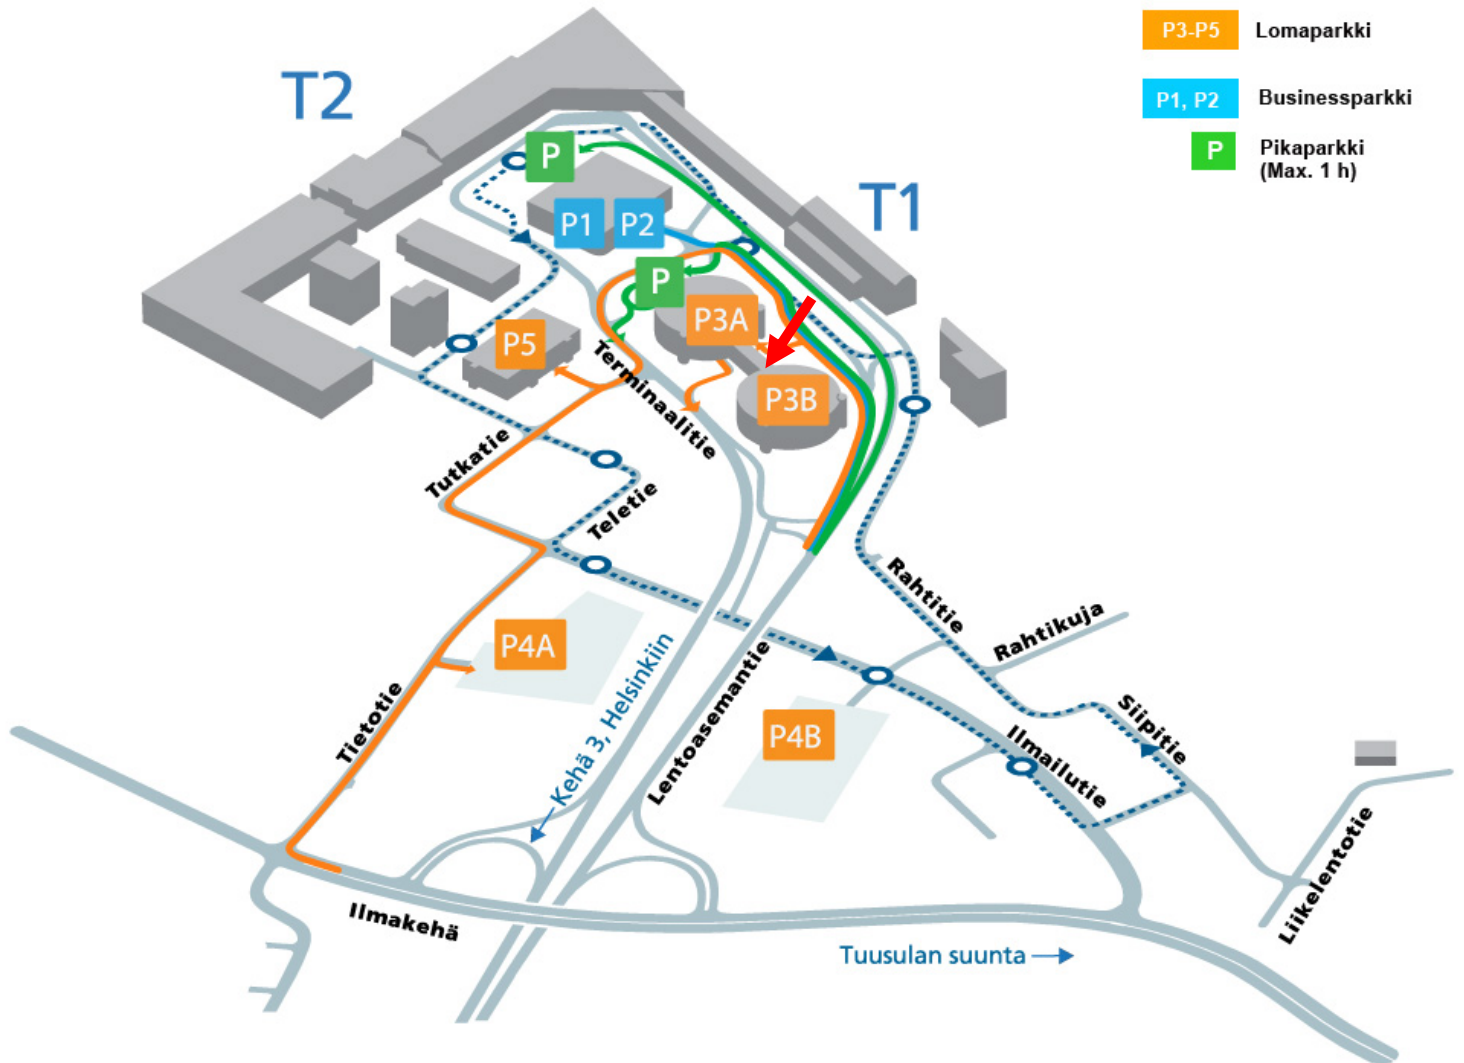 P3-P5 Lomaparkki
P1, P2 Businessparkki
P Pikaparkki
(Max. 1 h)
T2
T1
P
P1 P2
P
P3A
P5
P3B
Terminaalitie
Tutkatie
Teletie
Rahtitie
Rahtikuja
P4A
Kehä 3, Helsinkiin
Lentoasemantie
P4B
Tietotie
Siipitie
Ilmailutie
Liikelentotie
Ilmakehä
Tuusulan suunta